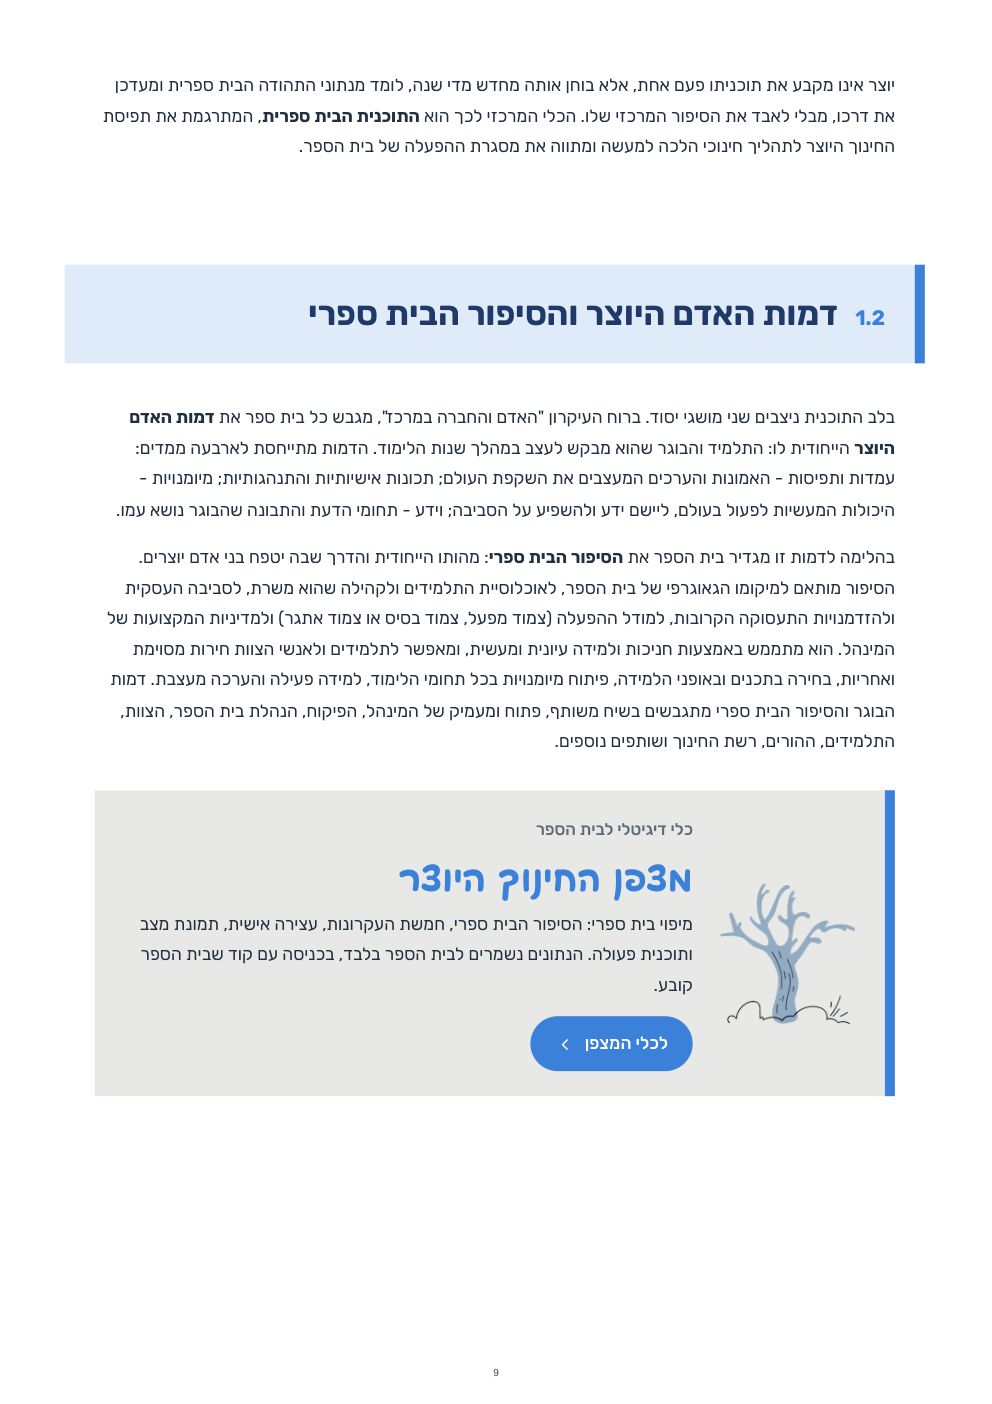 יוצר אינו מקבע את תוכניתו פעם אחת, אלא בוחן אותה מחדש מדי שנה, לומד מנתוני התהודה הבית ספרית ומעדכן
את דרכו, מבלי לאבד את הסיפור המרכזי שלו. הכלי המרכזי לכך הוא התוכנית הבית ספרית, המתרגמת את תפיסת
החינוך היוצר לתהליך חינוכי הלכה למעשה ומתווה את מסגרת ההפעלה של בית הספר.
1.2 דמות האדם היוצר והסיפור הבית ספרי
בלב התוכנית ניצבים שני מושגי יסוד. ברוח העיקרון "האדם והחברה במרכז", מגבש כל בית ספר את דמות האדם
היוצר הייחודית לו: התלמיד והבוגר שהוא מבקש לעצב במהלך שנות הלימוד. הדמות מתייחסת לארבעה ממדים:
עמדות ותפיסות - האמונות והערכים המעצבים את השקפת העולם; תכונות אישיותיות והתנהגותיות; מיומנויות -
היכולות המעשיות לפעול בעולם, ליישם ידע ולהשפיע על הסביבה; וידע - תחומי הדעת והתבונה שהבוגר נושא עמו.
בהלימה לדמות זו מגדיר בית הספר את הסיפור הבית ספרי: מהותו הייחודית והדרך שבה יטפח בני אדם יוצרים.
הסיפור מותאם למיקומו הגאוגרפי של בית הספר, לאוכלוסיית התלמידים ולקהילה שהוא משרת, לסביבה העסקית
ולהזדמנויות התעסוקה הקרובות, למודל ההפעלה (צמוד מפעל, צמוד בסיס או צמוד אתגר) ולמדיניות המקצועות של
המינהל. הוא מתממש באמצעות חניכות ולמידה עיונית ומעשית, ומאפשר לתלמידים ולאנשי הצוות חירות מסוימת
ואחריות, בחירה בתכנים ובאופני הלמידה, פיתוח מיומנויות בכל תחומי הלימוד, למידה פעילה והערכה מעצבת. דמות
הבוגר והסיפור הבית ספרי מתגבשים בשיח משותף, פתוח ומעמיק של המינהל, הפיקוח, הנהלת בית הספר, הצוות,
התלמידים, ההורים, רשת החינוך ושותפים נוספים.
כלי דיגיטלי לבית הספר
מצפן החינוך היוצר
מיפוי בית ספרי: הסיפור הבית ספרי, חמשת העקרונות, עצירה אישית, תמונת מצב
ותוכנית פעולה. הנתונים נשמרים לבית הספר בלבד, בכניסה עם קוד שבית הספר
קובע.
לכלי המצפן ›
9